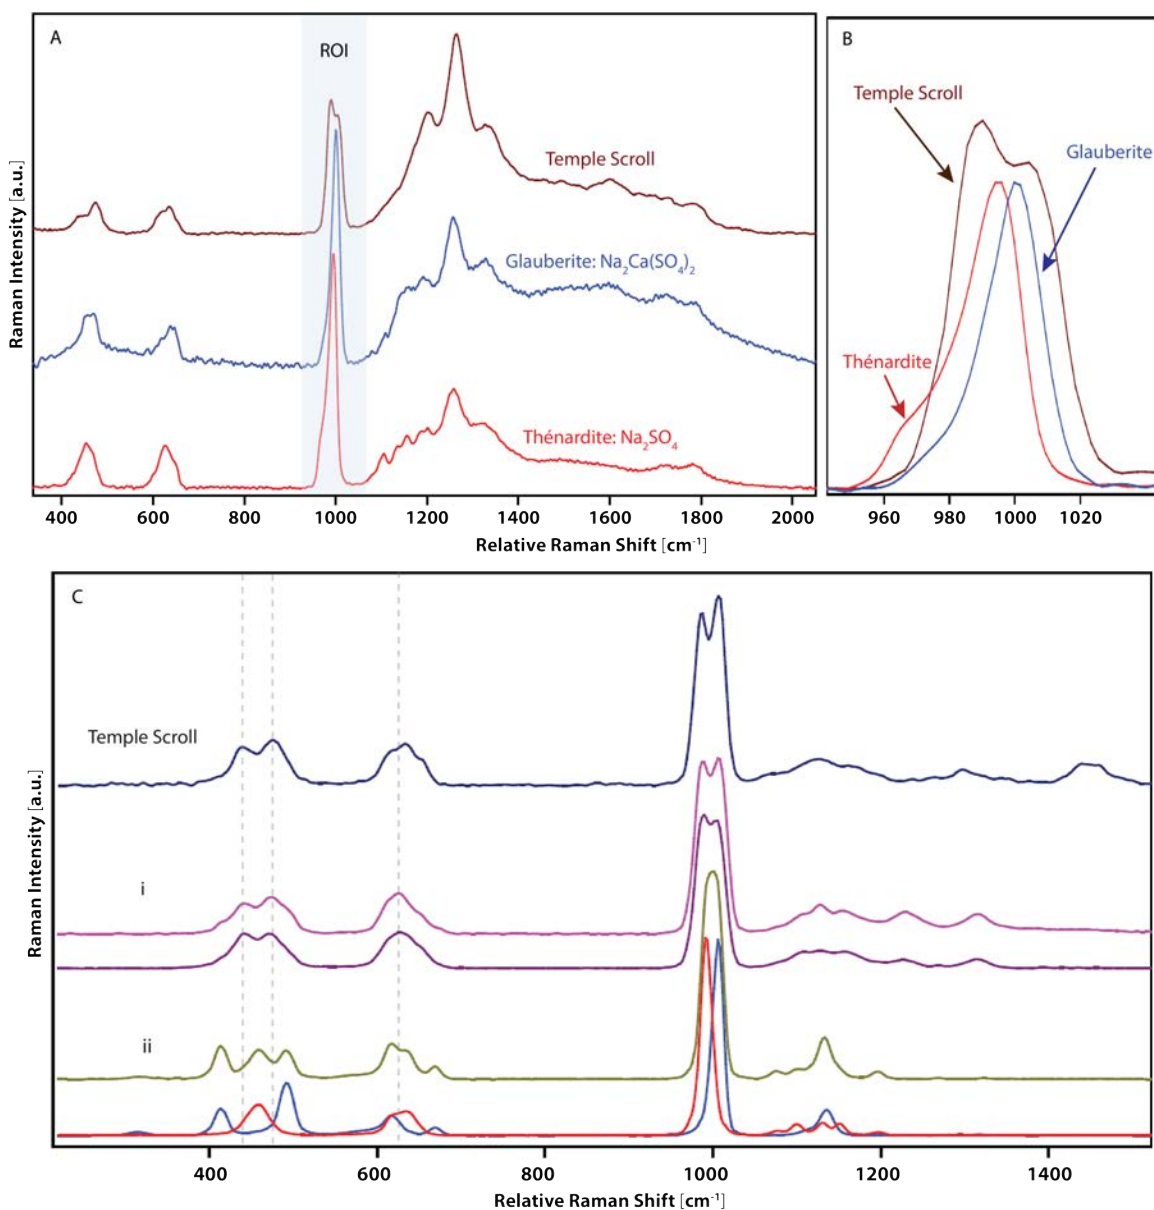 A
ROI
Temple Scroll
Glauberite: Na₂Ca(SO₄)₂
Thénardite: Na₂SO₄
Raman Intensity [a.u.]
400 600 800 1000 1200 1400 1600 1800 2000
Relative Raman Shift [cm⁻¹]
B
Temple Scroll
Glauberite
Thénardite
960 980 1000 1020
C
Temple Scroll
i
ii
Raman Intensity [a.u.]
400 600 800 1000 1200 1400
Relative Raman Shift [cm⁻¹]